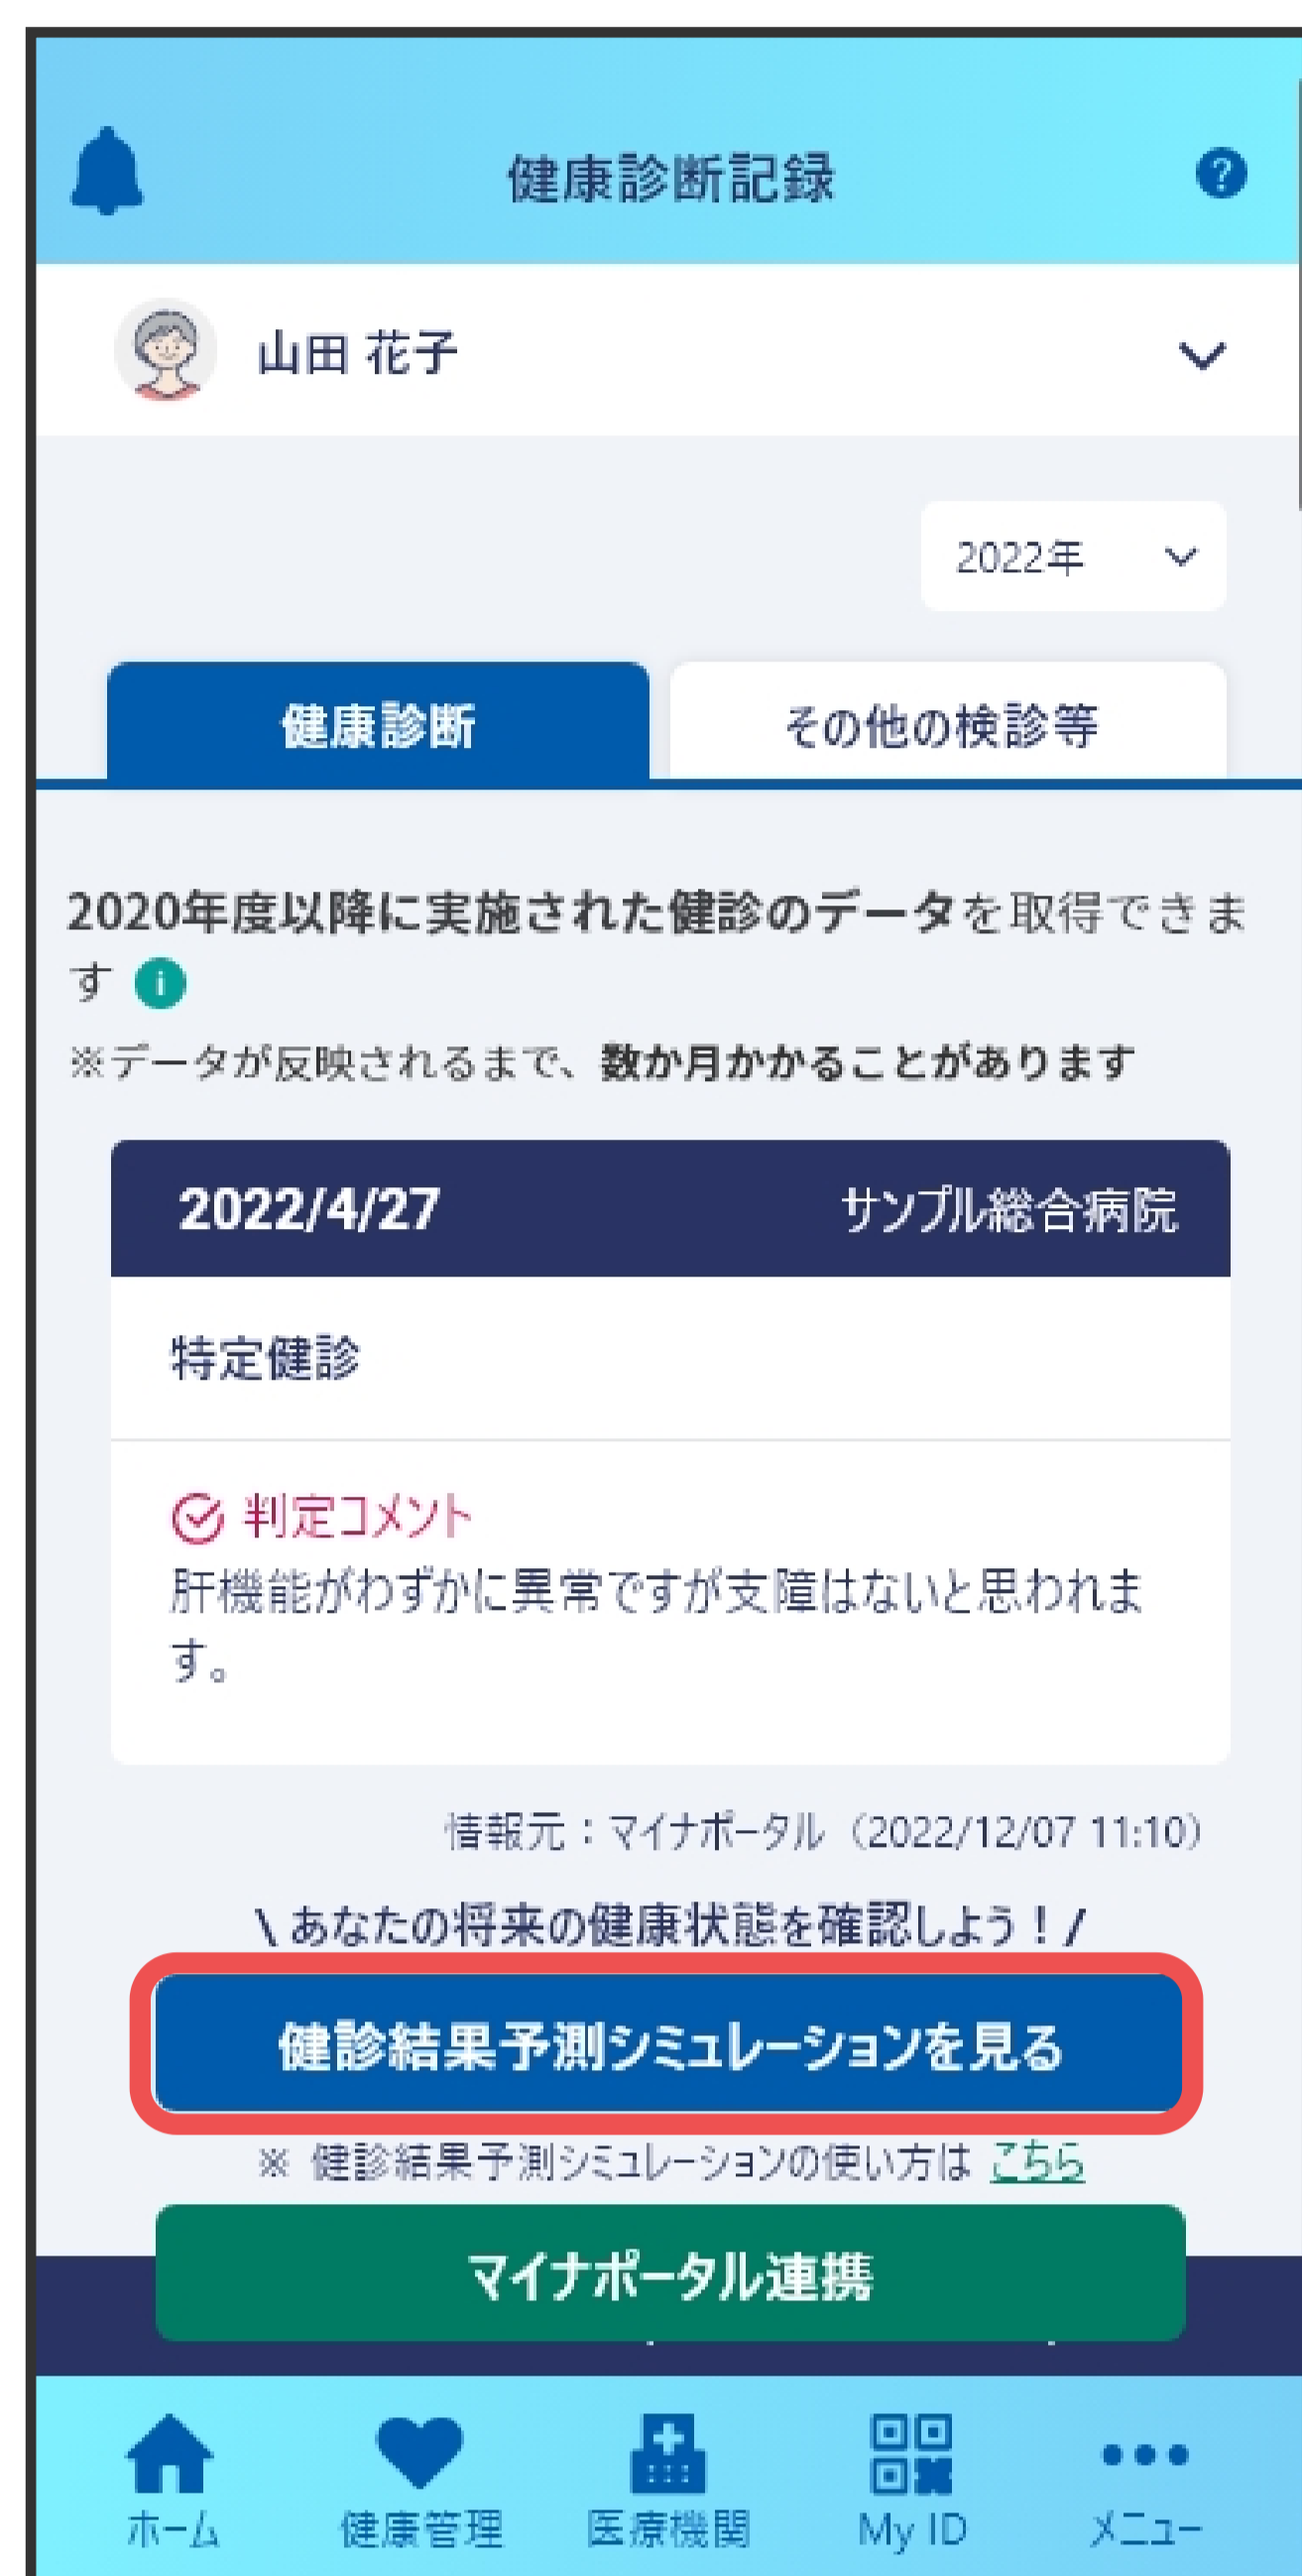 健康診断記録
?
山田 花子
2022年
健康診断
その他の検診等
2020年度以降に実施された健診のデータを取得できま
す i
※データが反映されるまで、数か月かかることがあります
2022/4/27 サンプル総合病院
特定健診
判定コメント
肝機能がわずかに異常ですが支障はないと思われま
す。
情報元：マイナポータル（2022/12/07 11:10）
\ あなたの将来の健康状態を確認しよう！/
健診結果予測シミュレーションを見る
※ 健診結果予測シミュレーションの使い方は こちら
マイナポータル連携
ホーム 健康管理 医療機関 My ID メニュー